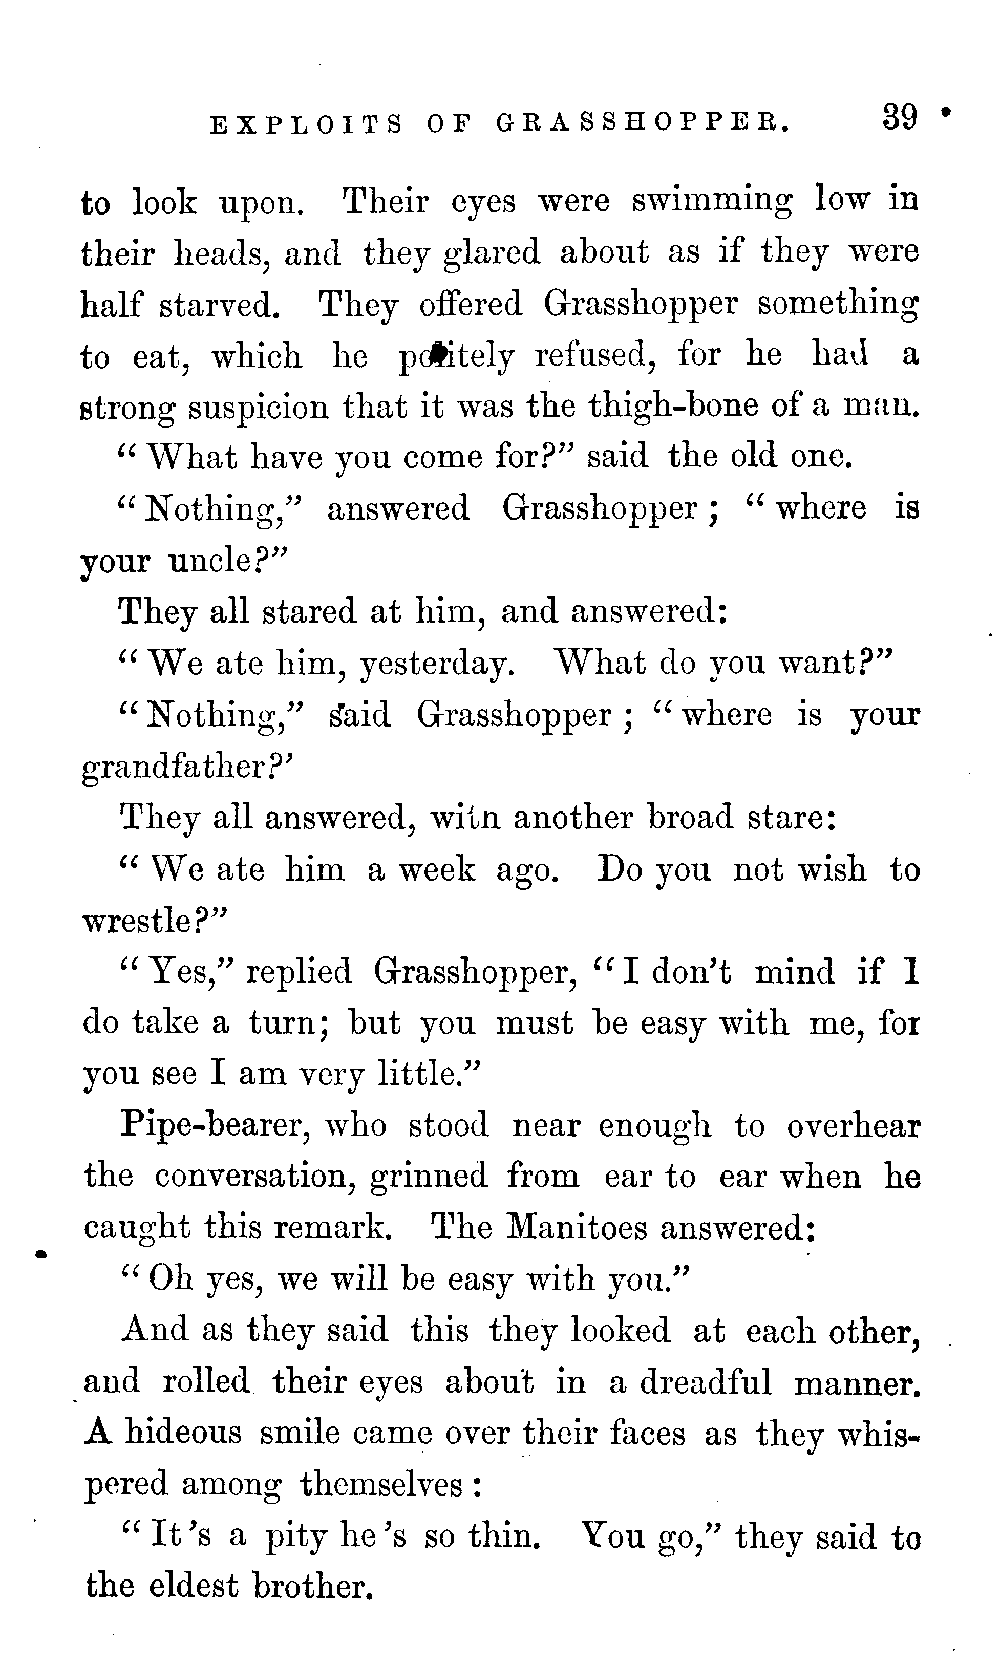 EXPLOITS OF GRASSHOPPER. 39
to look upon. Their eyes were swimming low in
their heads, and they glared about as if they were
half starved. They offered Grasshopper something
to eat, which he politely refused, for he had a
strong suspicion that it was the thigh-bone of a man.
“What have you come for?” said the old one.
“Nothing,” answered Grasshopper; “where is
your uncle?”
They all stared at him, and answered:
“We ate him, yesterday. What do you want?”
“Nothing,” said Grasshopper; “where is your
grandfather?’
They all answered, with another broad stare:
“We ate him a week ago. Do you not wish to
wrestle?”
“Yes,” replied Grasshopper, “I don’t mind if I
do take a turn; but you must be easy with me, for
you see I am very little.”
Pipe-bearer, who stood near enough to overhear
the conversation, grinned from ear to ear when he
caught this remark. The Manitoes answered:
“Oh yes, we will be easy with you.”
And as they said this they looked at each other,
and rolled their eyes about in a dreadful manner.
A hideous smile came over their faces as they whis-
pered among themselves:
“It’s a pity he’s so thin. You go,” they said to
the eldest brother.